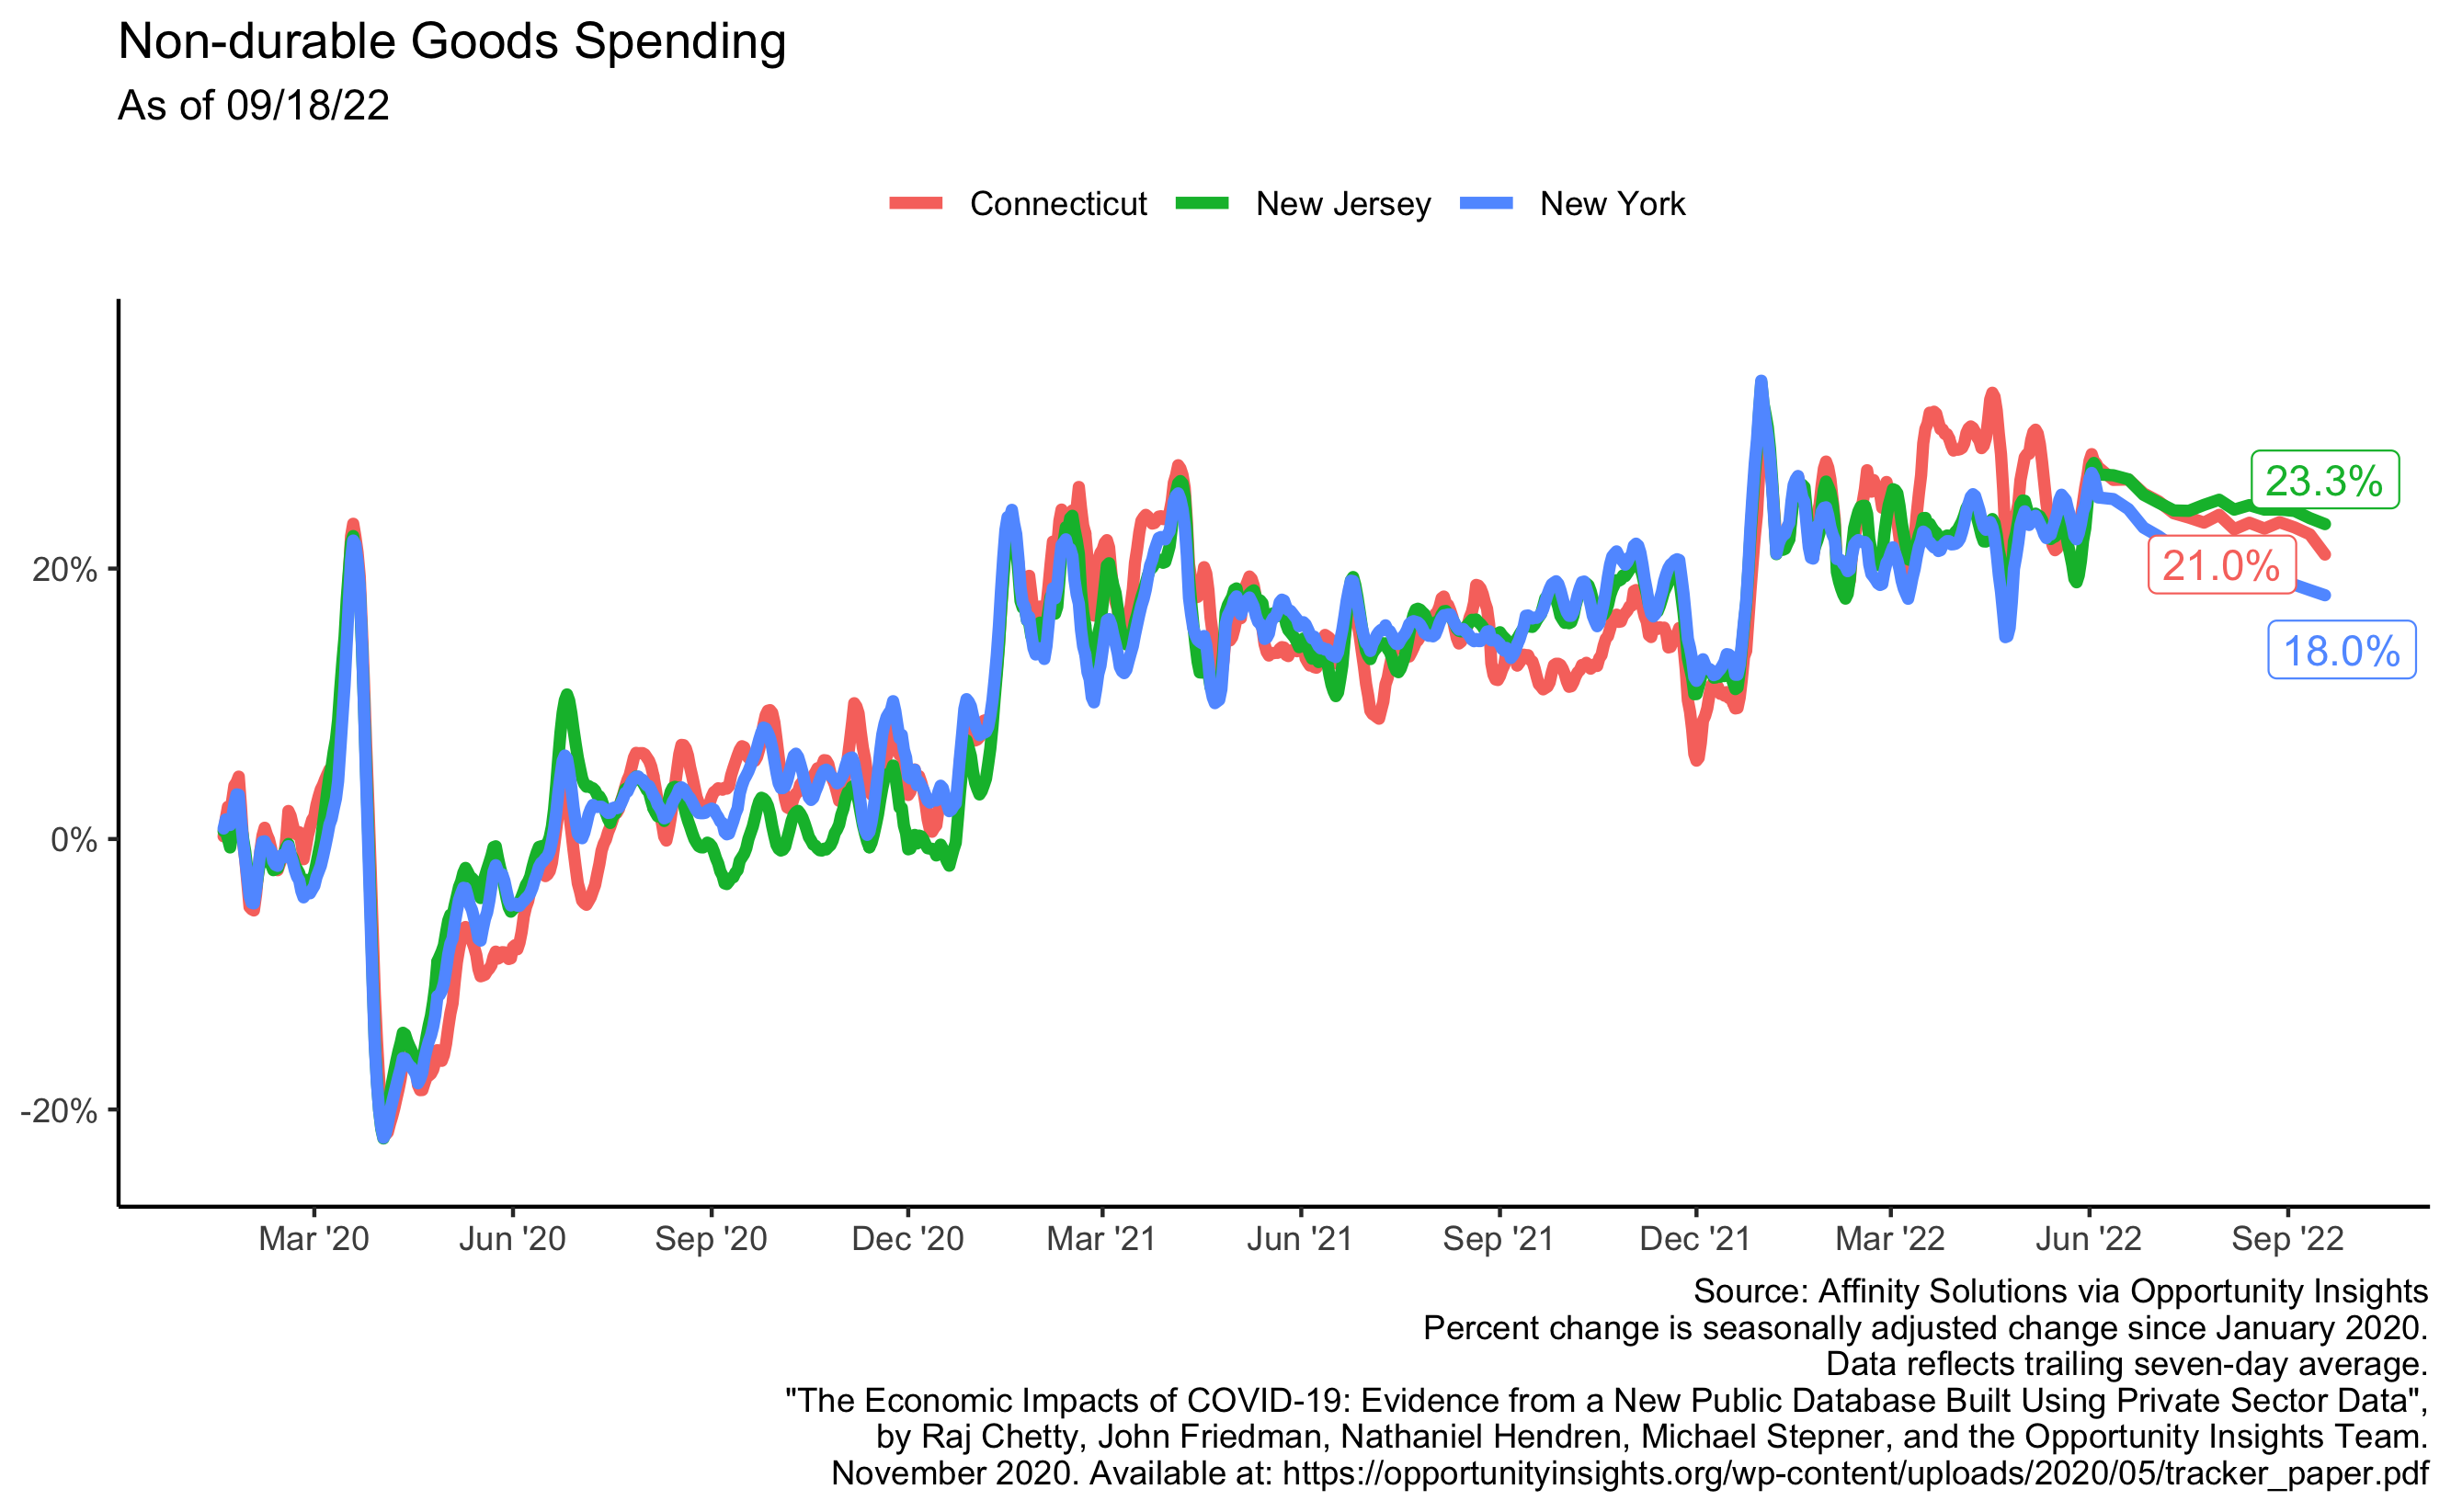 Non-durable Goods Spending
As of 09/18/22
Connecticut New Jersey New York
20%
0%
-20%
23.3%
21.0%
18.0%
Mar '20 Jun '20 Sep '20 Dec '20 Mar '21 Jun '21 Sep '21 Dec '21 Mar '22 Jun '22 Sep '22
Source: Affinity Solutions via Opportunity Insights
Percent change is seasonally adjusted change since January 2020.
Data reflects trailing seven-day average.
"The Economic Impacts of COVID-19: Evidence from a New Public Database Built Using Private Sector Data",
by Raj Chetty, John Friedman, Nathaniel Hendren, Michael Stepner, and the Opportunity Insights Team.
November 2020. Available at: https://opportunityinsights.org/wp-content/uploads/2020/05/tracker_paper.pdf